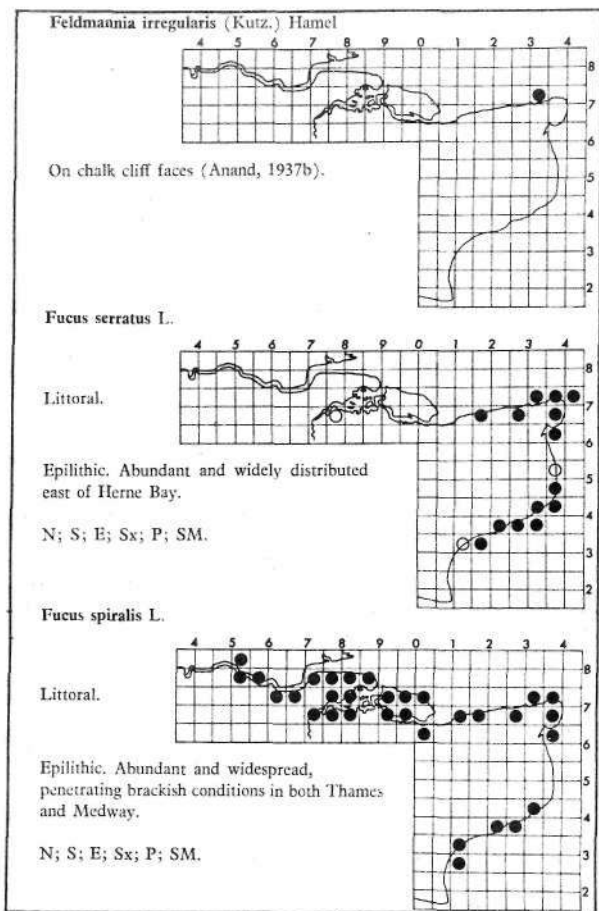 Feldmannia irregularis (Kutz.) Hamel
4 5 6 7 8 9 0 1 2 3 4
8
7
6
On chalk cliff faces (Anand, 1937b).
5
4
3
2
Fucus serratus L.
4 5 6 7 8 9 0 1 2 3 4
8
Littoral.
7
6
Epilithic. Abundant and widely distributed
east of Herne Bay.
5
4
N; S; E; Sx; P; SM.
3
2
Fucus spiralis L.
4 5 6 7 8 9 0 1 2 3 4
8
Littoral.
7
6
Epilithic. Abundant and widespread,
penetrating brackish conditions in both Thames
and Medway.
5
4
N; S; E; Sx; P; SM.
3
2